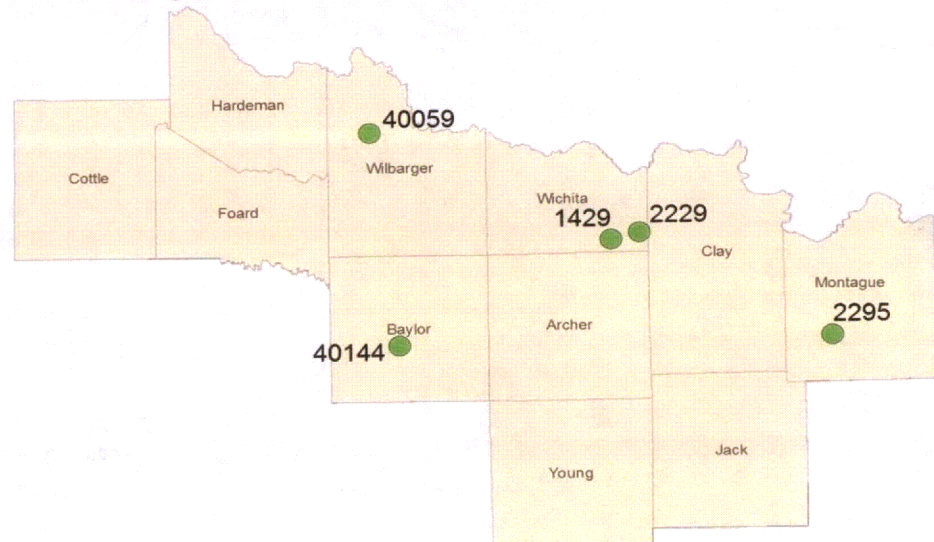 Hardeman
40059
Wilbarger
Cottle
Foard
Wichita
1429
2229
Clay
Montague
2295
Baylor
40144
Archer
Young
Jack